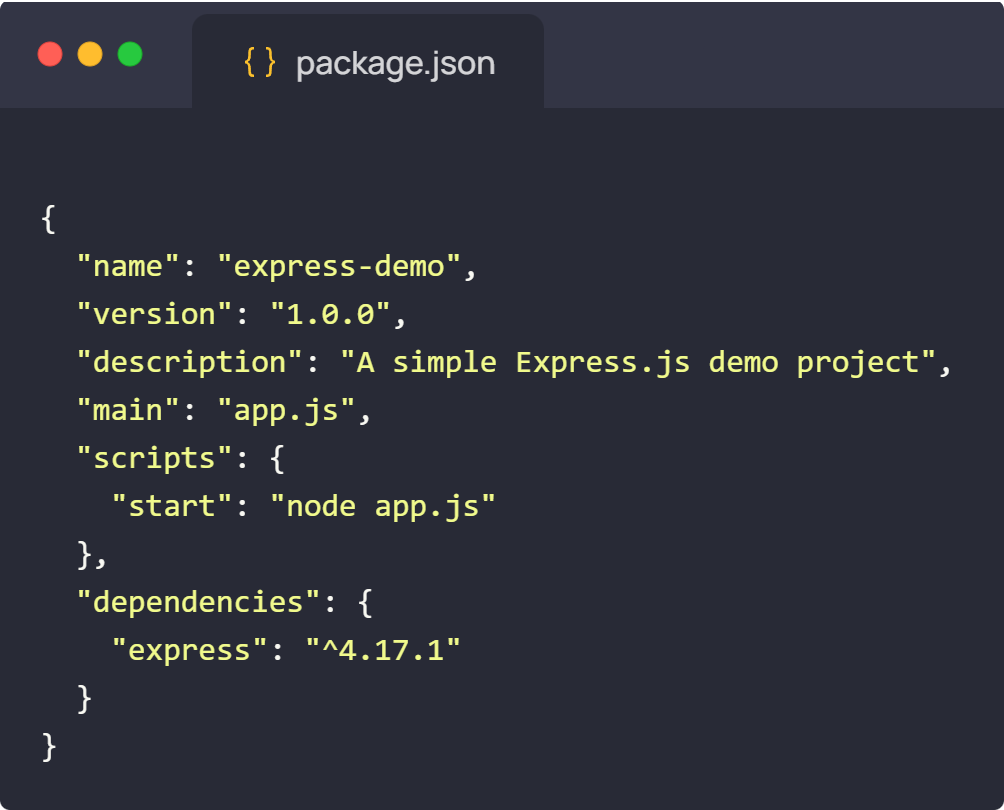 { } package.json
{
  "name": "express-demo",
  "version": "1.0.0",
  "description": "A simple Express.js demo project",
  "main": "app.js",
  "scripts": {
    "start": "node app.js"
  },
  "dependencies": {
    "express": "^4.17.1"
  }
}